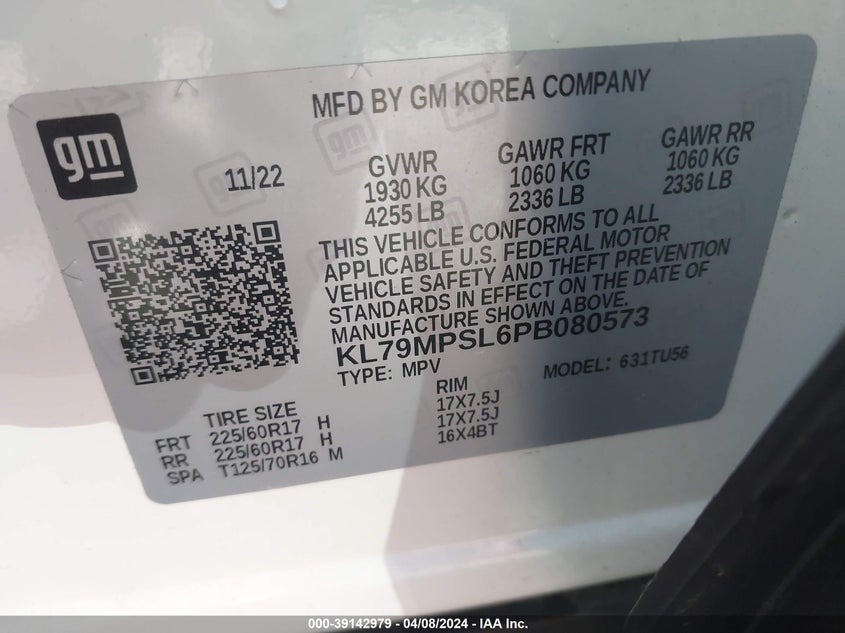 MFD BY GM KOREA COMPANY
gm
11/22
GVWR GAWR FRT GAWR RR
1930 KG 1060 KG 1060 KG
4255 LB 2336 LB 2336 LB
THIS VEHICLE CONFORMS TO ALL
APPLICABLE U.S. FEDERAL MOTOR
VEHICLE SAFETY AND THEFT PREVENTION
STANDARDS IN EFFECT ON THE DATE OF
MANUFACTURE SHOWN ABOVE.
KL79MPSL6PB080573
TYPE: MPV MODEL: 631TU56
TIRE SIZE RIM
FRT 225/60R17 H 17X7.5J
RR 225/60R17 H 17X7.5J
SPA T125/70R16 M 16X4BT
000-39142979 - 04/08/2024 - IAA Inc.